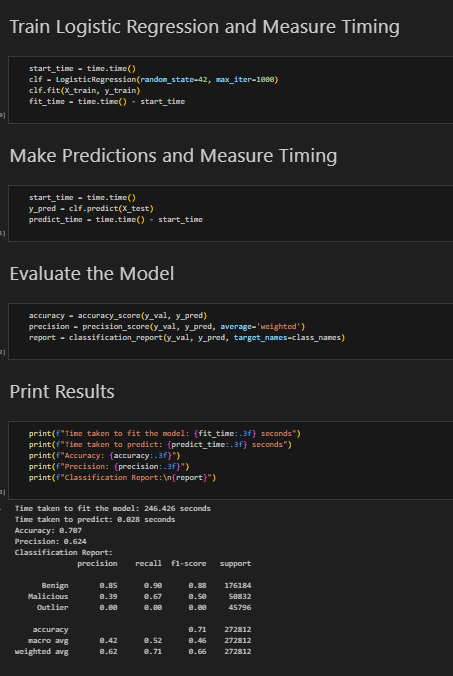 Train Logistic Regression and Measure Timing
start_time = time.time()
clf = LogisticRegression(random_state=42, max_iter=1000)
clf.fit(X_train, y_train)
fit_time = time.time() - start_time
Make Predictions and Measure Timing
start_time = time.time()
y_pred = clf.predict(X_test)
predict_time = time.time() - start_time
Evaluate the Model
accuracy = accuracy_score(y_val, y_pred)
precision = precision_score(y_val, y_pred, average='weighted')
report = classification_report(y_val, y_pred, target_names=class_names)
Print Results
print(f"Time taken to fit the model: {fit_time:.3f} seconds")
print(f"Time taken to predict: {predict_time:.3f} seconds")
print(f"Accuracy: {accuracy:.3f}")
print(f"Precision: {precision:.3f}")
print(f"Classification Report:\n{report}")
Time taken to fit the model: 246.426 seconds
Time taken to predict: 0.028 seconds
Accuracy: 0.707
Precision: 0.624
Classification Report:
precision recall f1-score support
Benign 0.85 0.90 0.88 176184
Malicious 0.39 0.67 0.50 50832
Outlier 0.00 0.00 0.00 45796
accuracy 0.71 272812
macro avg 0.42 0.52 0.46 272812
weighted avg 0.62 0.71 0.66 272812